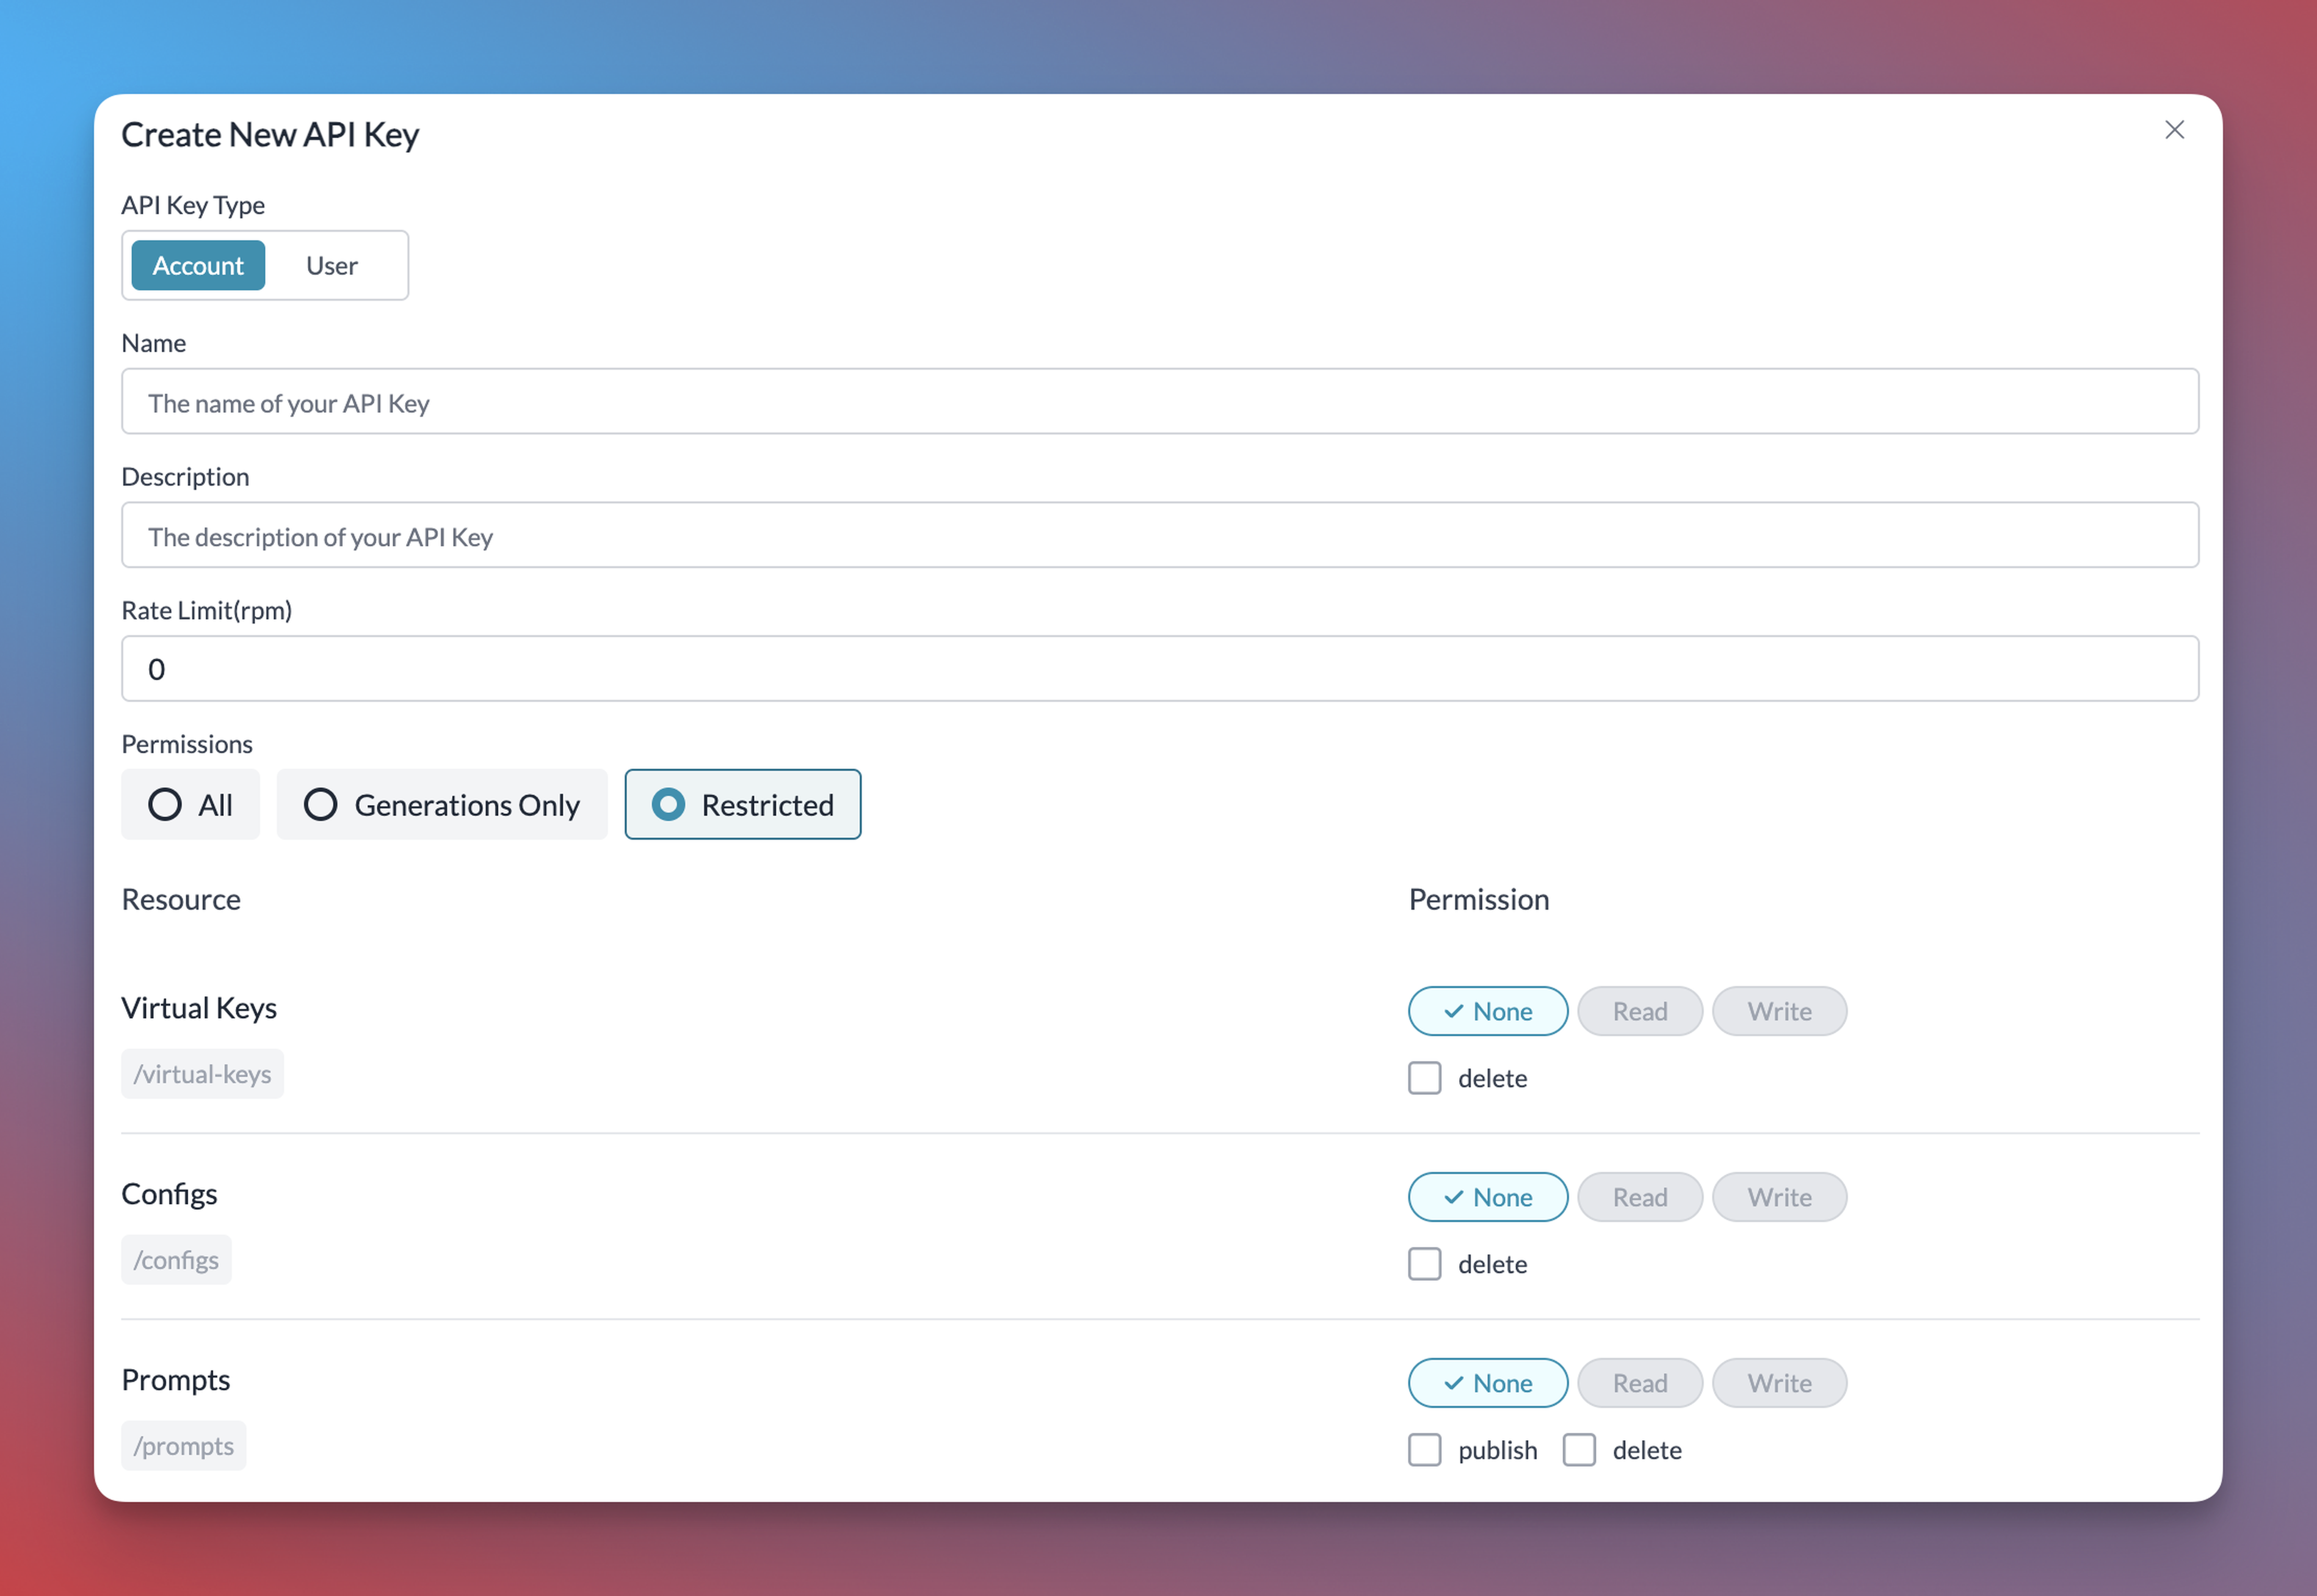 Create New API Key
API Key Type
Account User
Name
The name of your API Key
Description
The description of your API Key
Rate Limit(rpm)
0
Permissions
All Generations Only Restricted
Resource Permission
Virtual Keys None Read Write
/virtual-keys delete
Configs None Read Write
/configs delete
Prompts None Read Write
/prompts publish delete